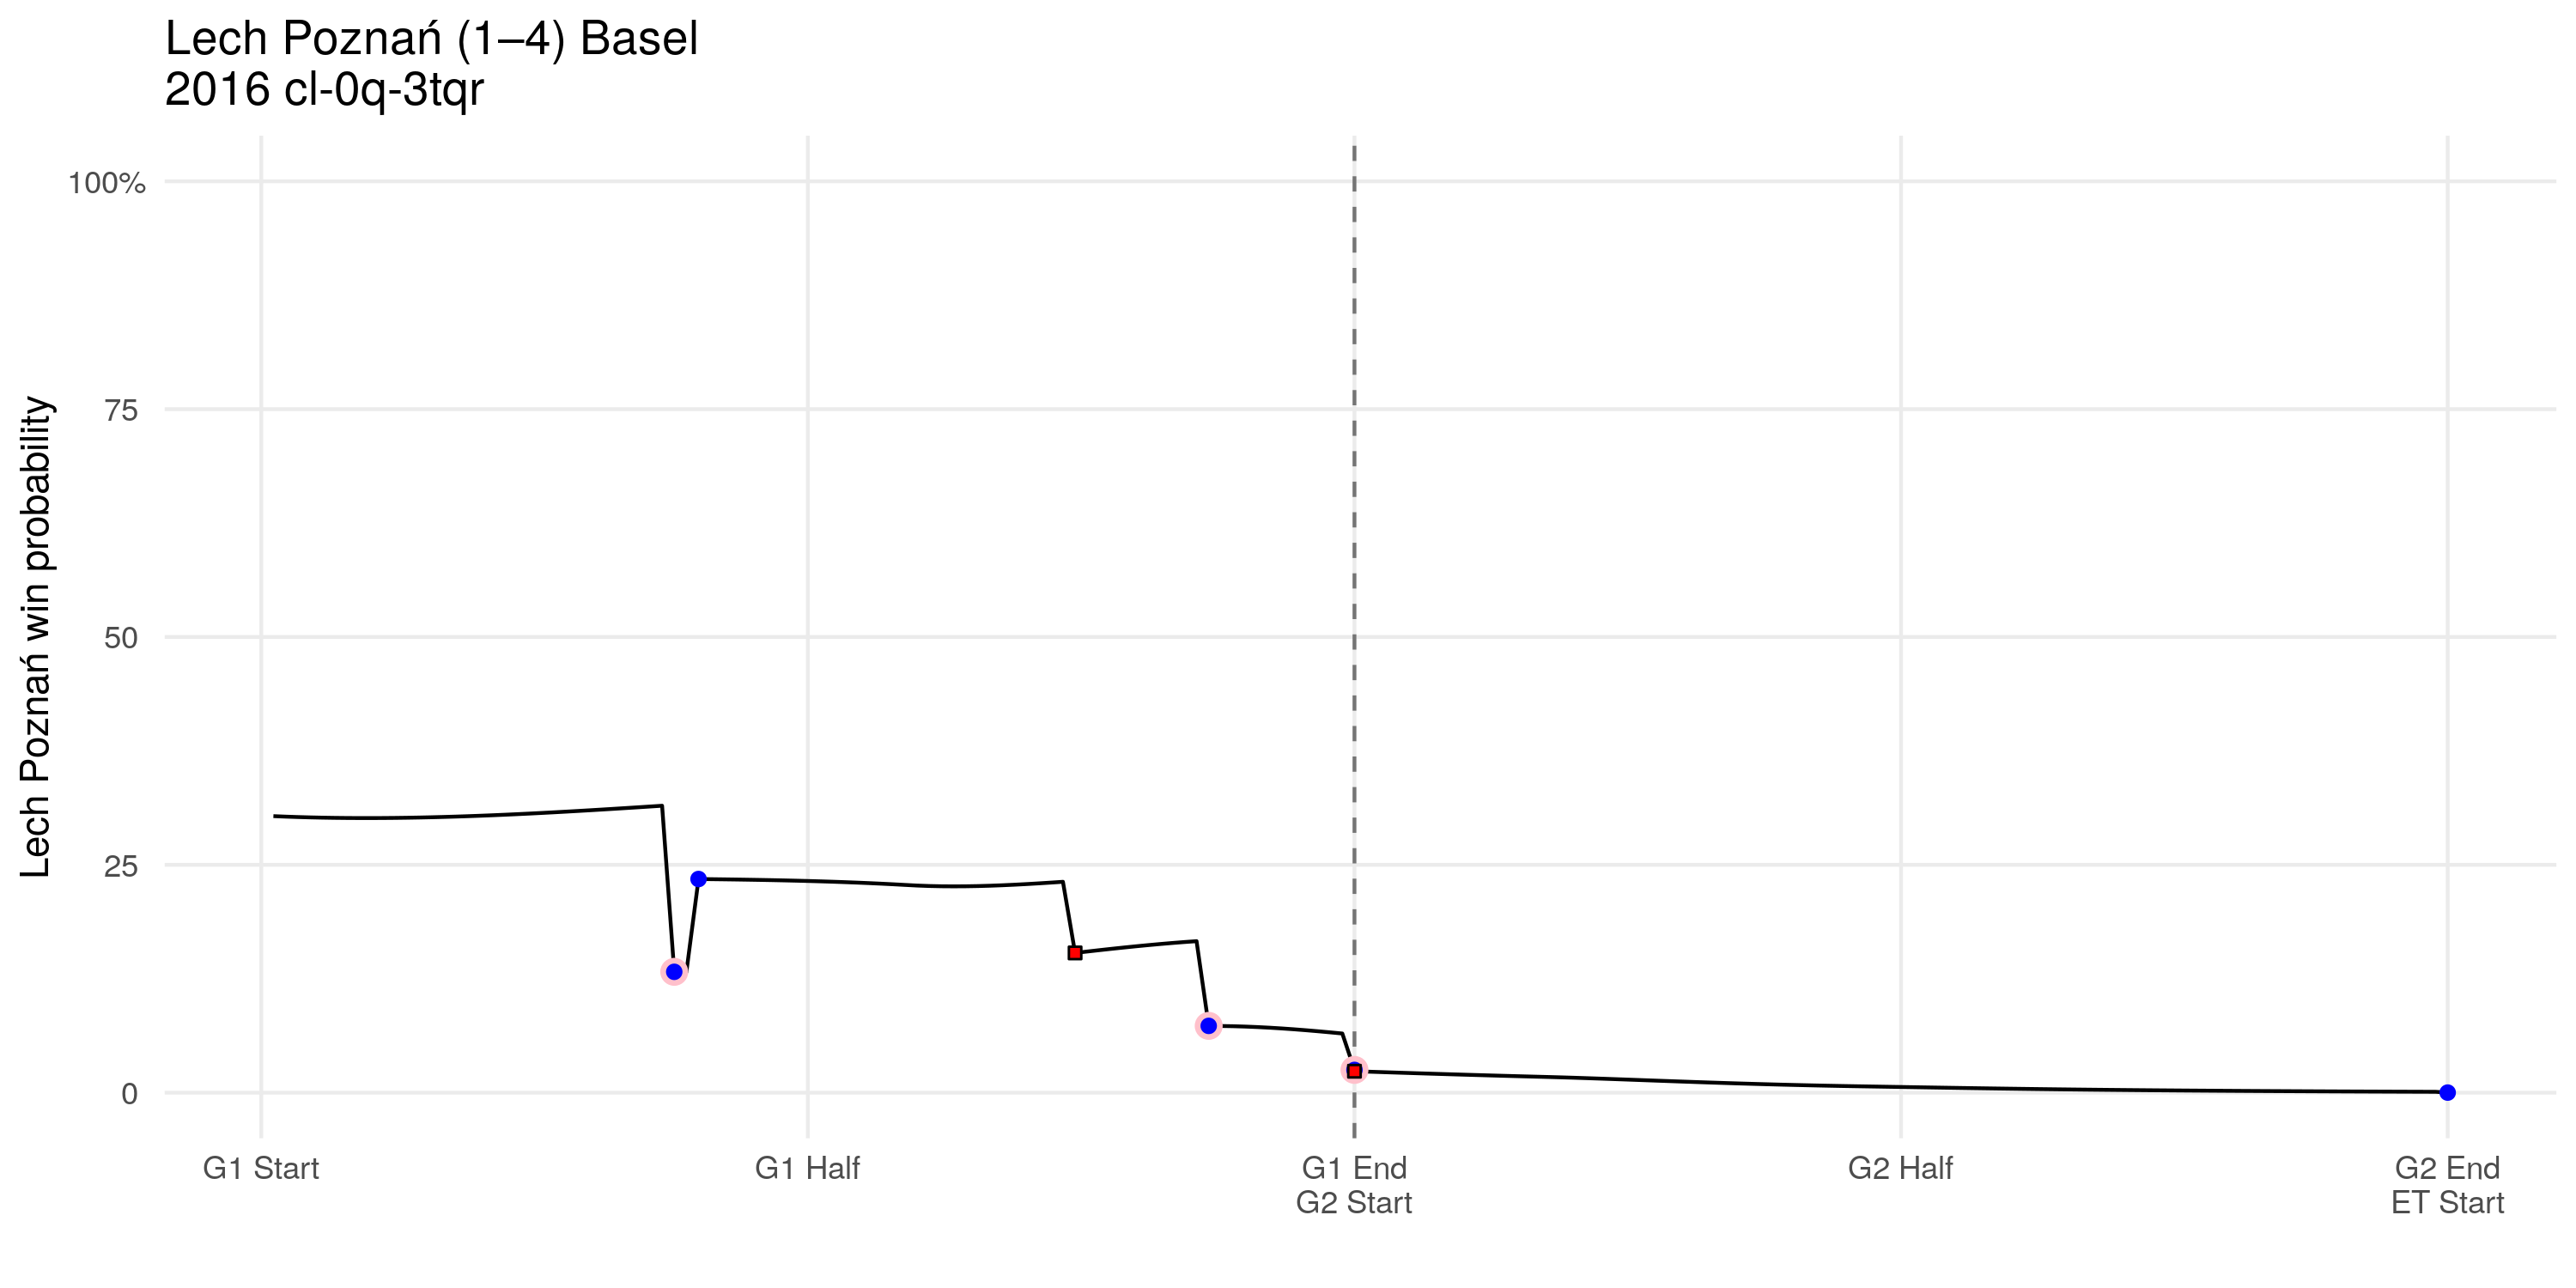 Lech Poznań (1–4) Basel
2016 cl-0q-3tqr
Lech Poznań win probability
100%
75
50
25
0
G1 Start
G1 Half
G1 End
G2 Start
G2 Half
G2 End
ET Start